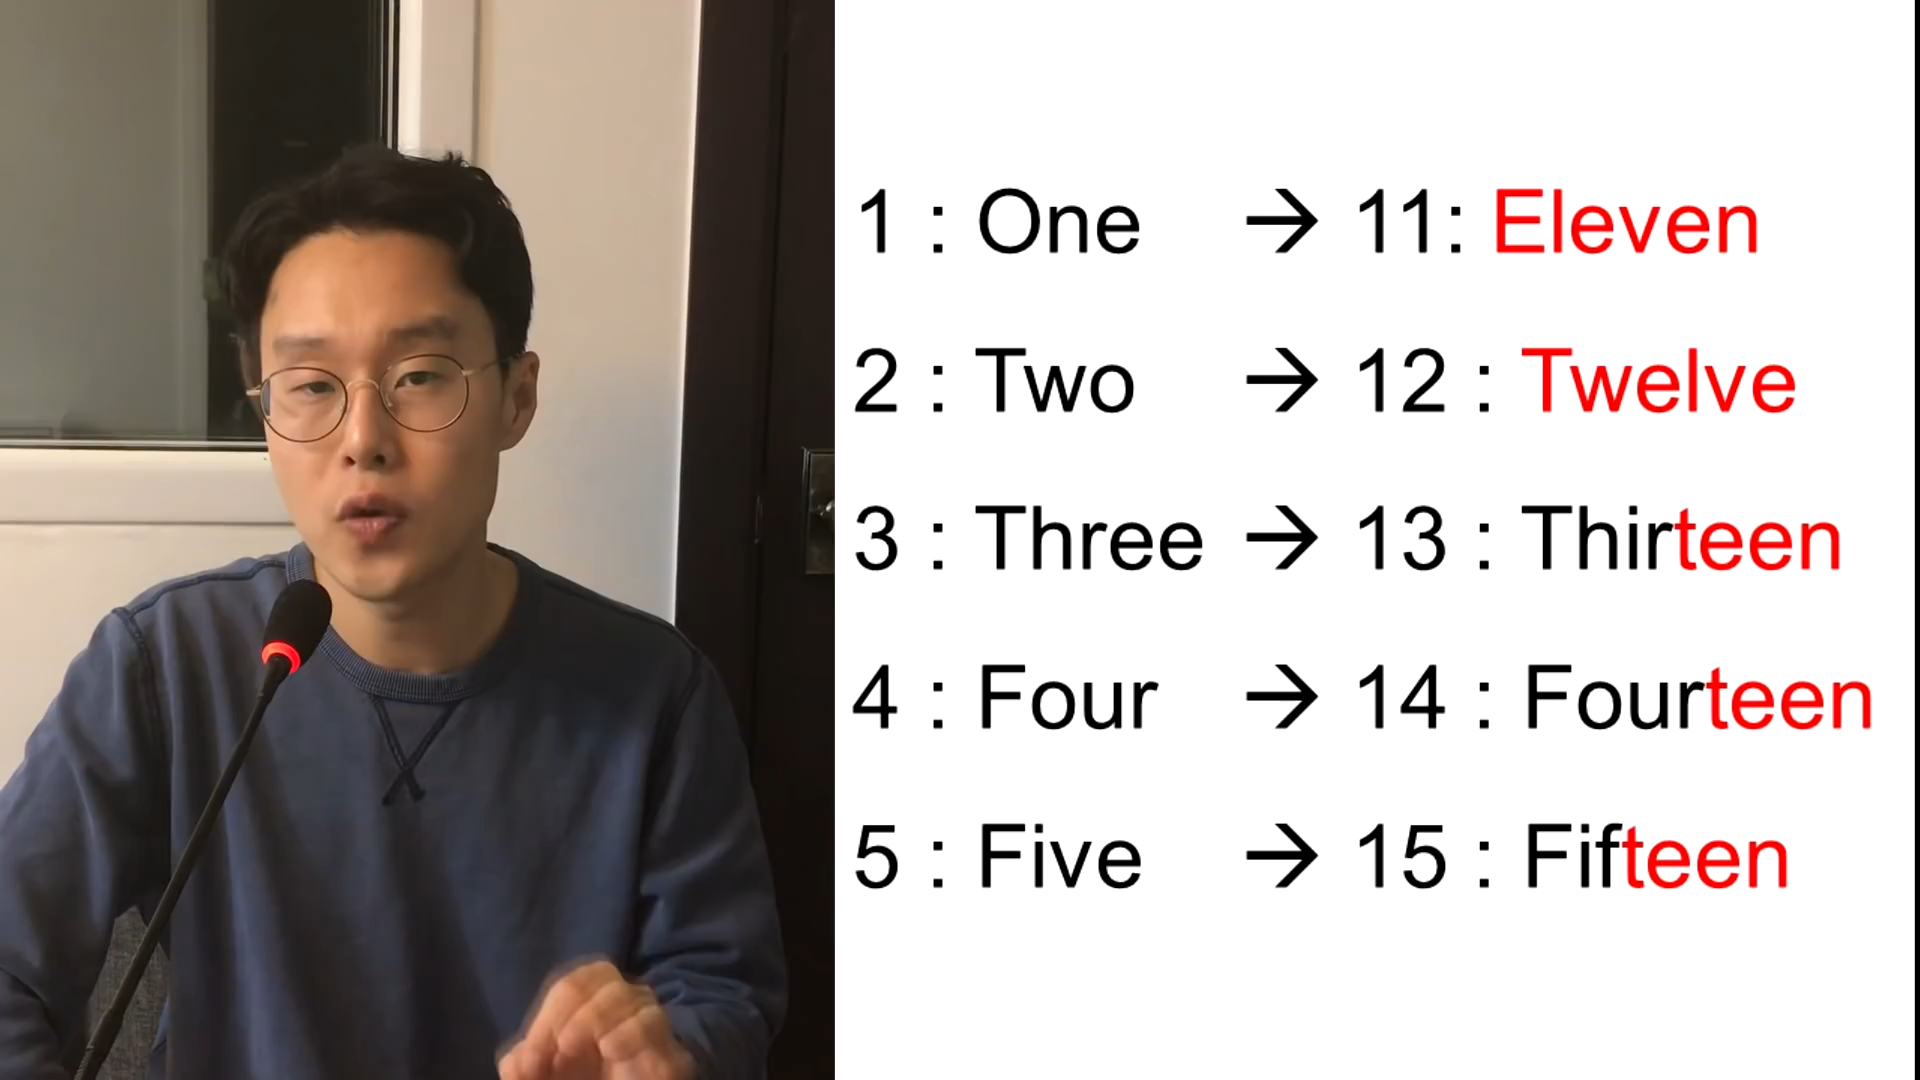 1 : One → 11: Eleven
2 : Two → 12 : Twelve
3 : Three → 13 : Thirteen
4 : Four → 14 : Fourteen
5 : Five → 15 : Fifteen